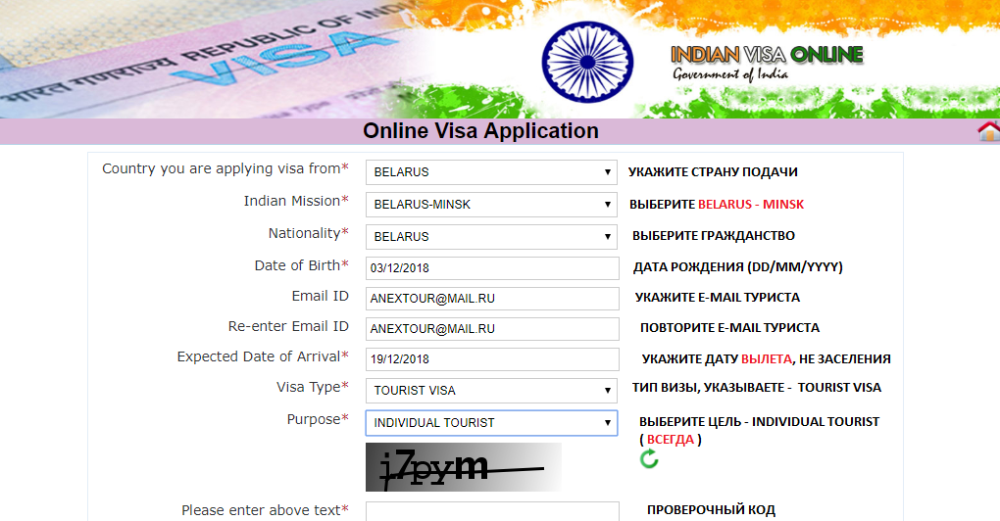 भारत गणराज्य REPUBLIC OF INDI
VISA
INDIAN VISA ONLINE
Government of India
Online Visa Application
Country you are applying visa from* BELARUS УКАЖИТЕ СТРАНУ ПОДАЧИ
Indian Mission* BELARUS-MINSK ВЫБЕРИТЕ BELARUS - MINSK
Nationality* BELARUS ВЫБЕРИТЕ ГРАЖДАНСТВО
Date of Birth* 03/12/2018 ДАТА РОЖДЕНИЯ (DD/MM/YYYY)
Email ID ANEXTOUR@MAIL.RU УКАЖИТЕ E-MAIL ТУРИСТА
Re-enter Email ID ANEXTOUR@MAIL.RU ПОВТОРИТЕ E-MAIL ТУРИСТА
Expected Date of Arrival* 19/12/2018 УКАЖИТЕ ДАТУ ВЫЛЕТА, НЕ ЗАСЕЛЕНИЯ
Visa Type* TOURIST VISA ТИП ВИЗЫ, УКАЗЫВАЕТЕ - TOURIST VISA
Purpose* INDIVIDUAL TOURIST ВЫБЕРИТЕ ЦЕЛЬ - INDIVIDUAL TOURIST
( ВСЕГДА )
j7pym
Please enter above text* ПРОВЕРОЧНЫЙ КОД